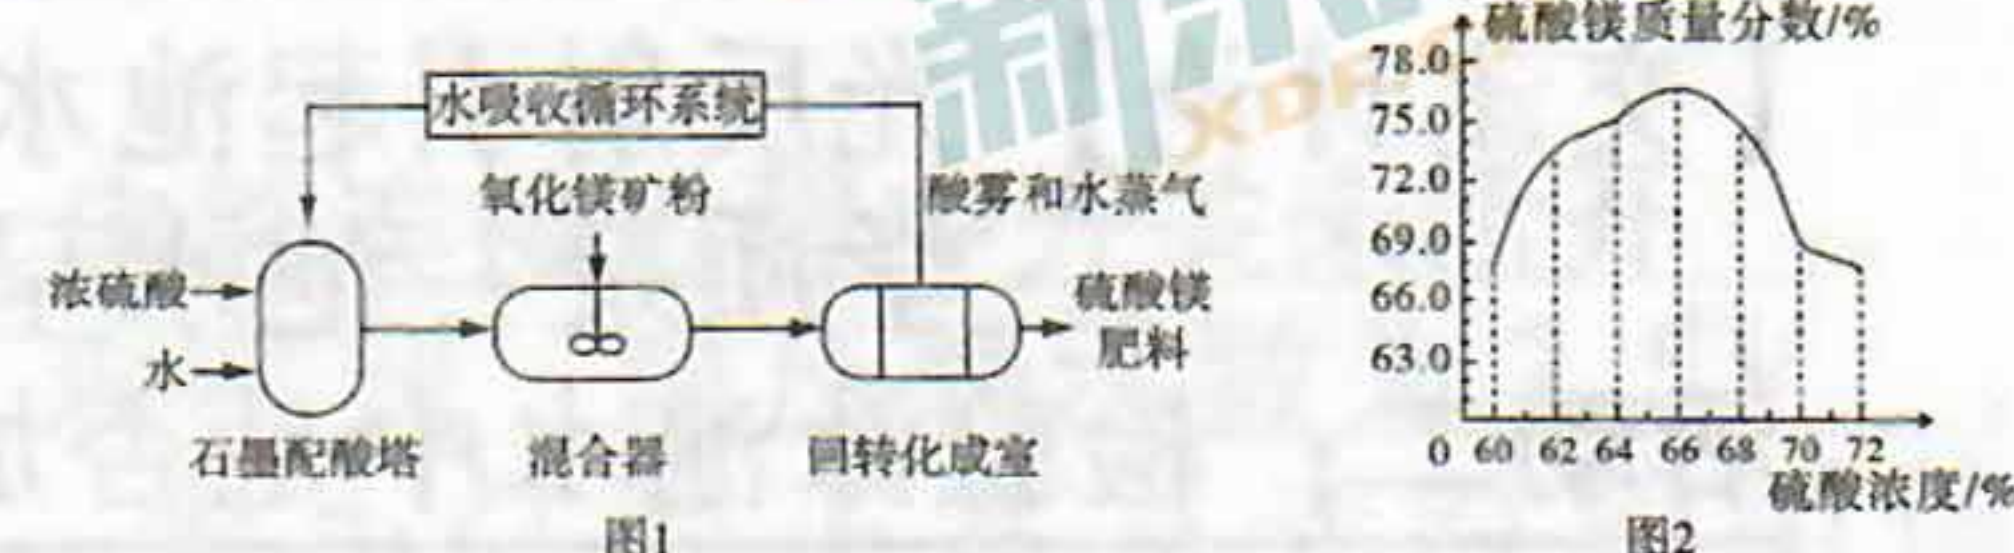 水吸收循环系统
氧化镁矿粉
酸雾和水蒸气
浓硫酸
水
硫酸镁
肥料
石墨配酸塔
混合器
回转化成室
图1
硫酸镁质量分数/%
78.0
75.0
72.0
69.0
66.0
63.0
0 60 62 64 66 68 70 72
硫酸浓度/%
图2